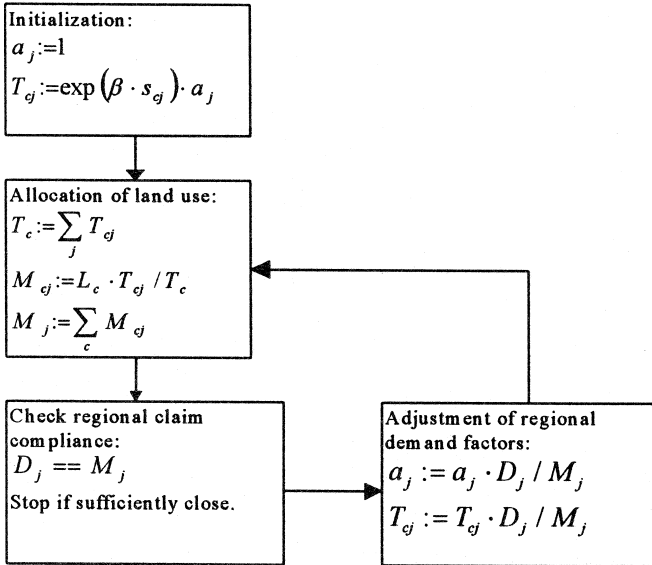 Initialization:
a_j:=1
T_cj:=exp(β · s_cj) · a_j
Allocation of land use:
T_c:=∑_j T_cj
M_cj:=L_c · T_cj / T_c
M_j:=∑_c M_cj
Check regional claim
compliance:
D_j == M_j
Stop if sufficiently close.
Adjustment of regional
demand factors:
a_j := a_j · D_j / M_j
T_cj := T_cj · D_j / M_j